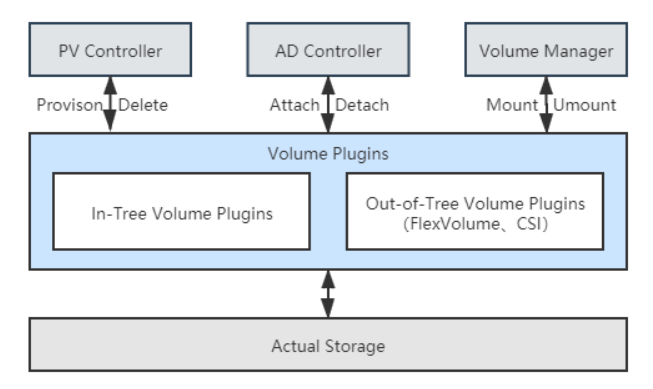 PV Controller
AD Controller
Volume Manager
Provison Delete
Attach Detach
Mount Umount
Volume Plugins
In-Tree Volume Plugins
Out-of-Tree Volume Plugins
(FlexVolume、CSI)
Actual Storage